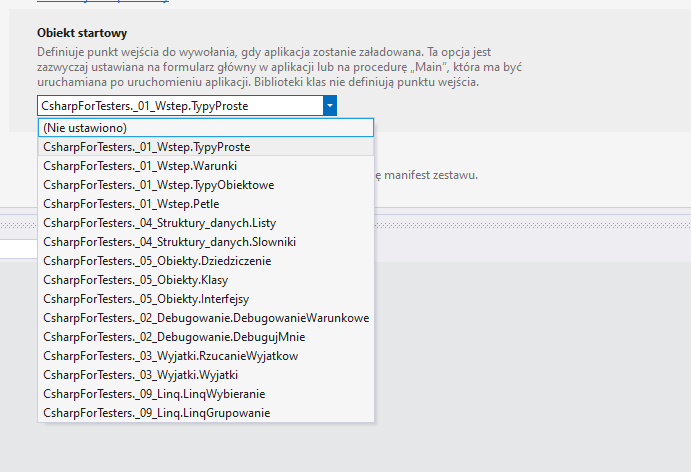 Obiekt startowy
Definiuje punkt wejścia do wywołania, gdy aplikacja zostanie załadowana. Ta opcja jest
zazwyczaj ustawiana na formularz główny w aplikacji lub na procedurę „Main”, która ma być
uruchamiana po uruchomieniu aplikacji. Biblioteki klas nie definiują punktu wejścia.
CsharpForTesters._01_Wstep.TypyProste
(Nie ustawiono)
CsharpForTesters._01_Wstep.TypyProste
CsharpForTesters._01_Wstep.Warunki
manifest zestawu.
CsharpForTesters._01_Wstep.TypyObiektowe
CsharpForTesters._01_Wstep.Petle
CsharpForTesters._04_Struktury_danych.Listy
CsharpForTesters._04_Struktury_danych.Slowniki
CsharpForTesters._05_Obiekty.Dziedziczenie
CsharpForTesters._05_Obiekty.Klasy
CsharpForTesters._05_Obiekty.Interfejsy
CsharpForTesters._02_Debugowanie.DebugowanieWarunkowe
CsharpForTesters._02_Debugowanie.DebugujMnie
CsharpForTesters._03_Wyjatki.RzucanieWyjatkow
CsharpForTesters._03_Wyjatki.Wyjatki
CsharpForTesters._09_Linq.LinqWybieranie
CsharpForTesters._09_Linq.LinqGrupowanie